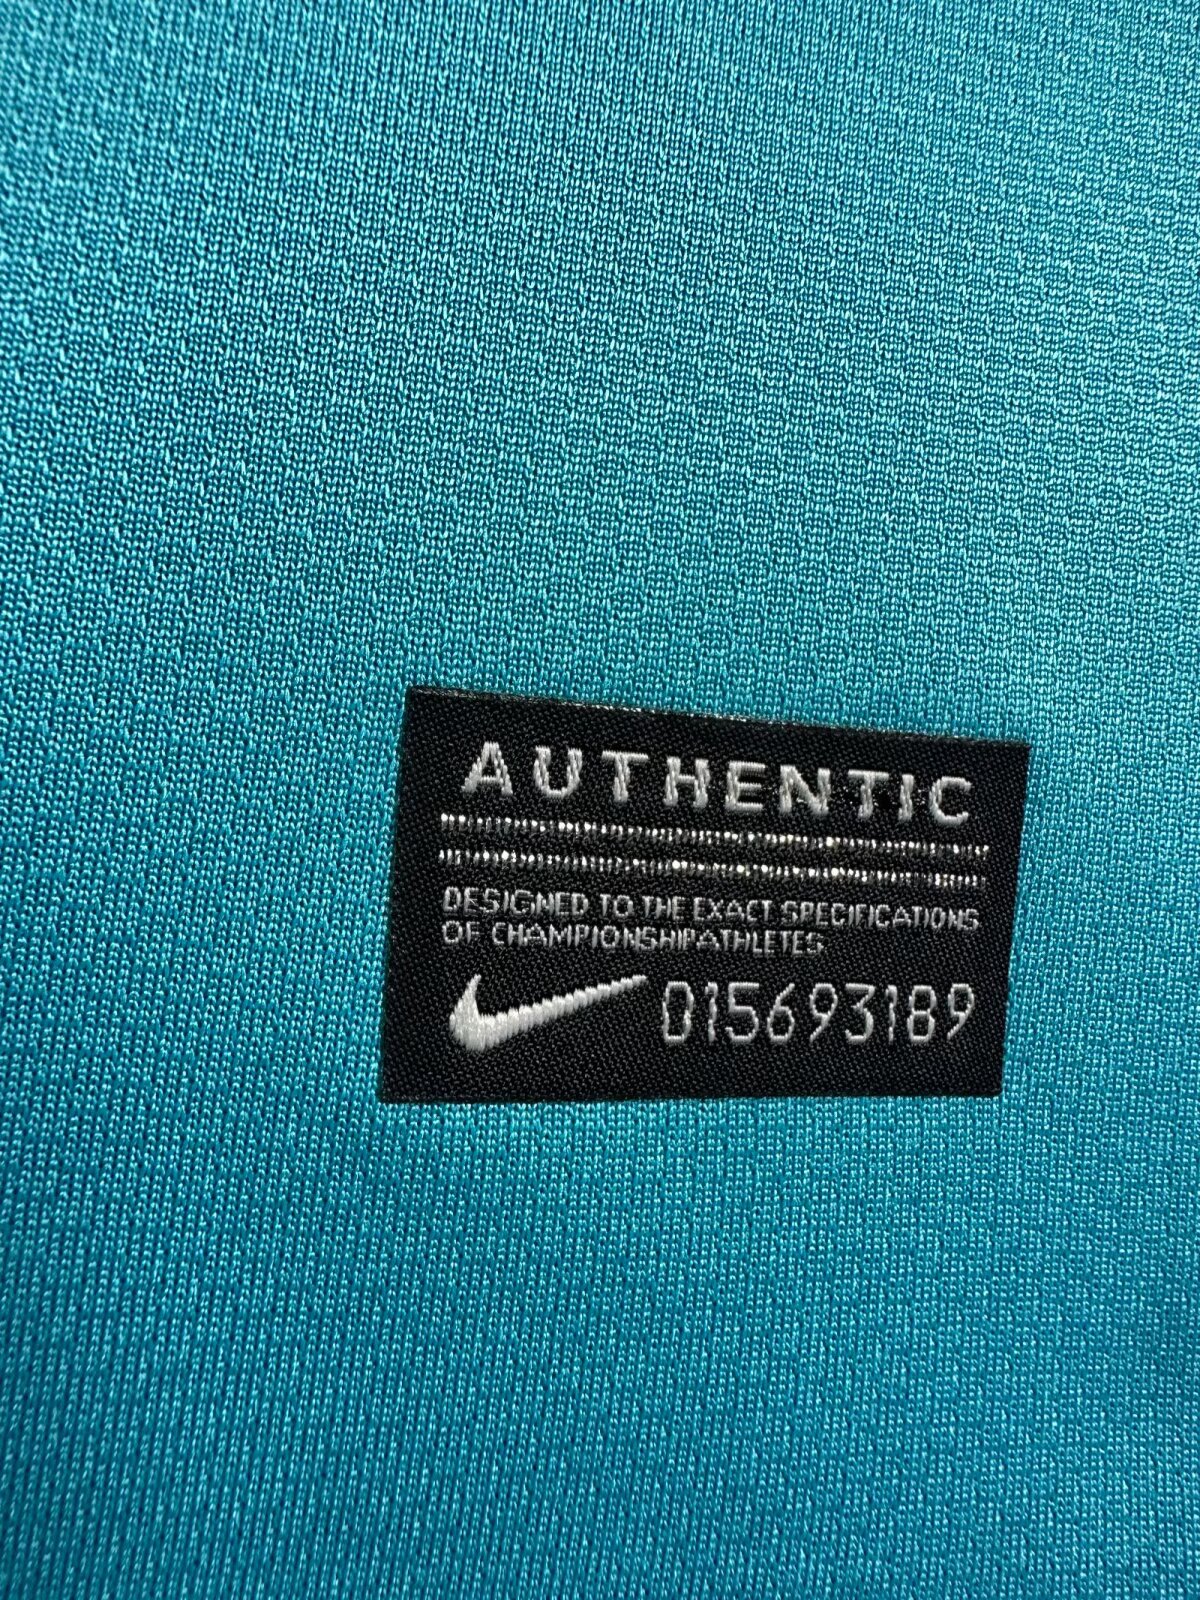 AUTHENTIC
DESIGNED TO THE EXACT SPECIFICATIONS
OF CHAMPIONSHIPATHLETES
015693189